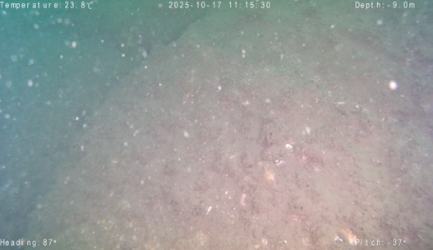 Temperature: 23.8℃ 2025-10-17 11:15:30 Depth: -9.0m
Heading: 87° Pitch: -37°